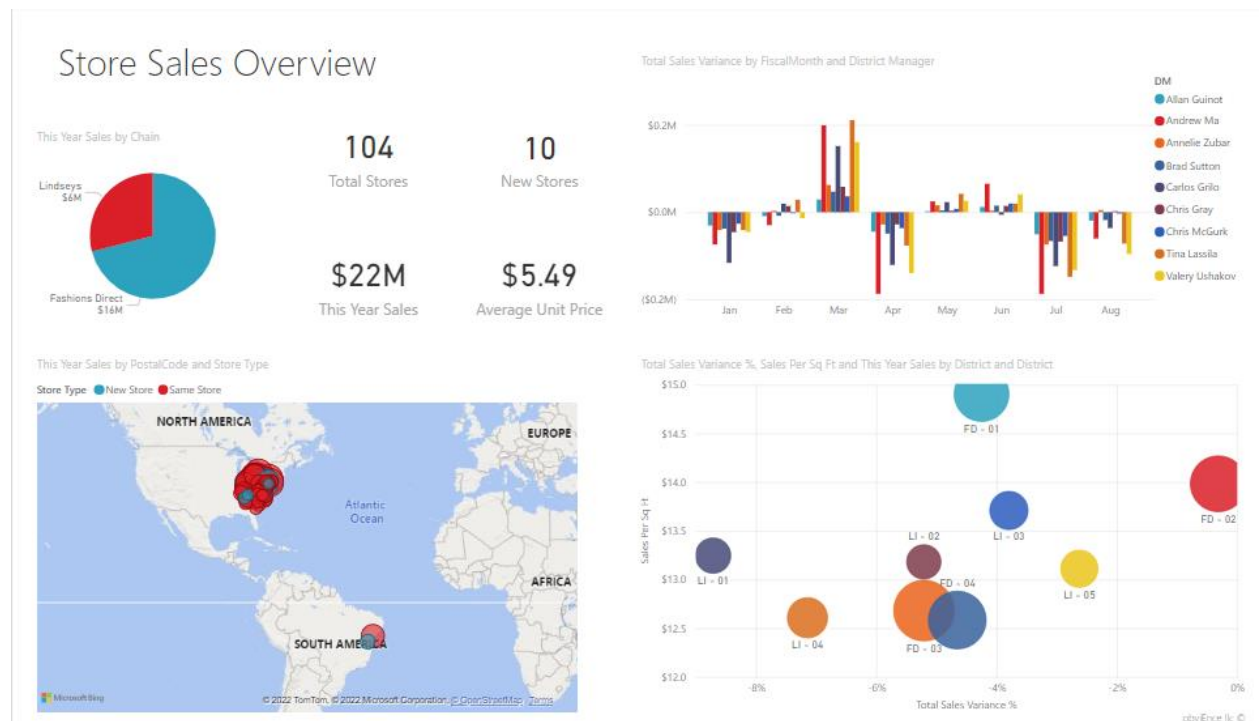 Store Sales Overview
This Year Sales by Chain
Lindseys
$6M
Fashions Direct
$16M
104
Total Stores
10
New Stores
$22M
This Year Sales
$5.49
Average Unit Price
Total Sales Variance by FiscalMonth and District Manager
$0.2M
$0.0M
($0.2M)
Jan Feb Mar Apr May Jun Jul Aug
DM
Allan Guinot
Andrew Ma
Annelie Zubar
Brad Sutton
Carlos Grilo
Chris Gray
Chris McGurk
Tina Lassila
Valery Ushakov
This Year Sales by PostalCode and Store Type
Store Type New Store Same Store
NORTH AMERICA
EUROPE
Atlantic
Ocean
AFRICA
SOUTH AMERICA
Microsoft Bing
© 2022 TomTom, © 2022 Microsoft Corporation, © OpenStreetMap Terms
Total Sales Variance %, Sales Per Sq Ft and This Year Sales by District and District
Sales Per Sq Ft
$15.0
$14.5
$14.0
$13.5
$13.0
$12.5
$12.0
FD - 01
FD - 02
LI - 03
LI - 02
LI - 01
FD - 04
LI - 05
LI - 04
FD - 03
-8% -6% -4% -2% 0%
Total Sales Variance %